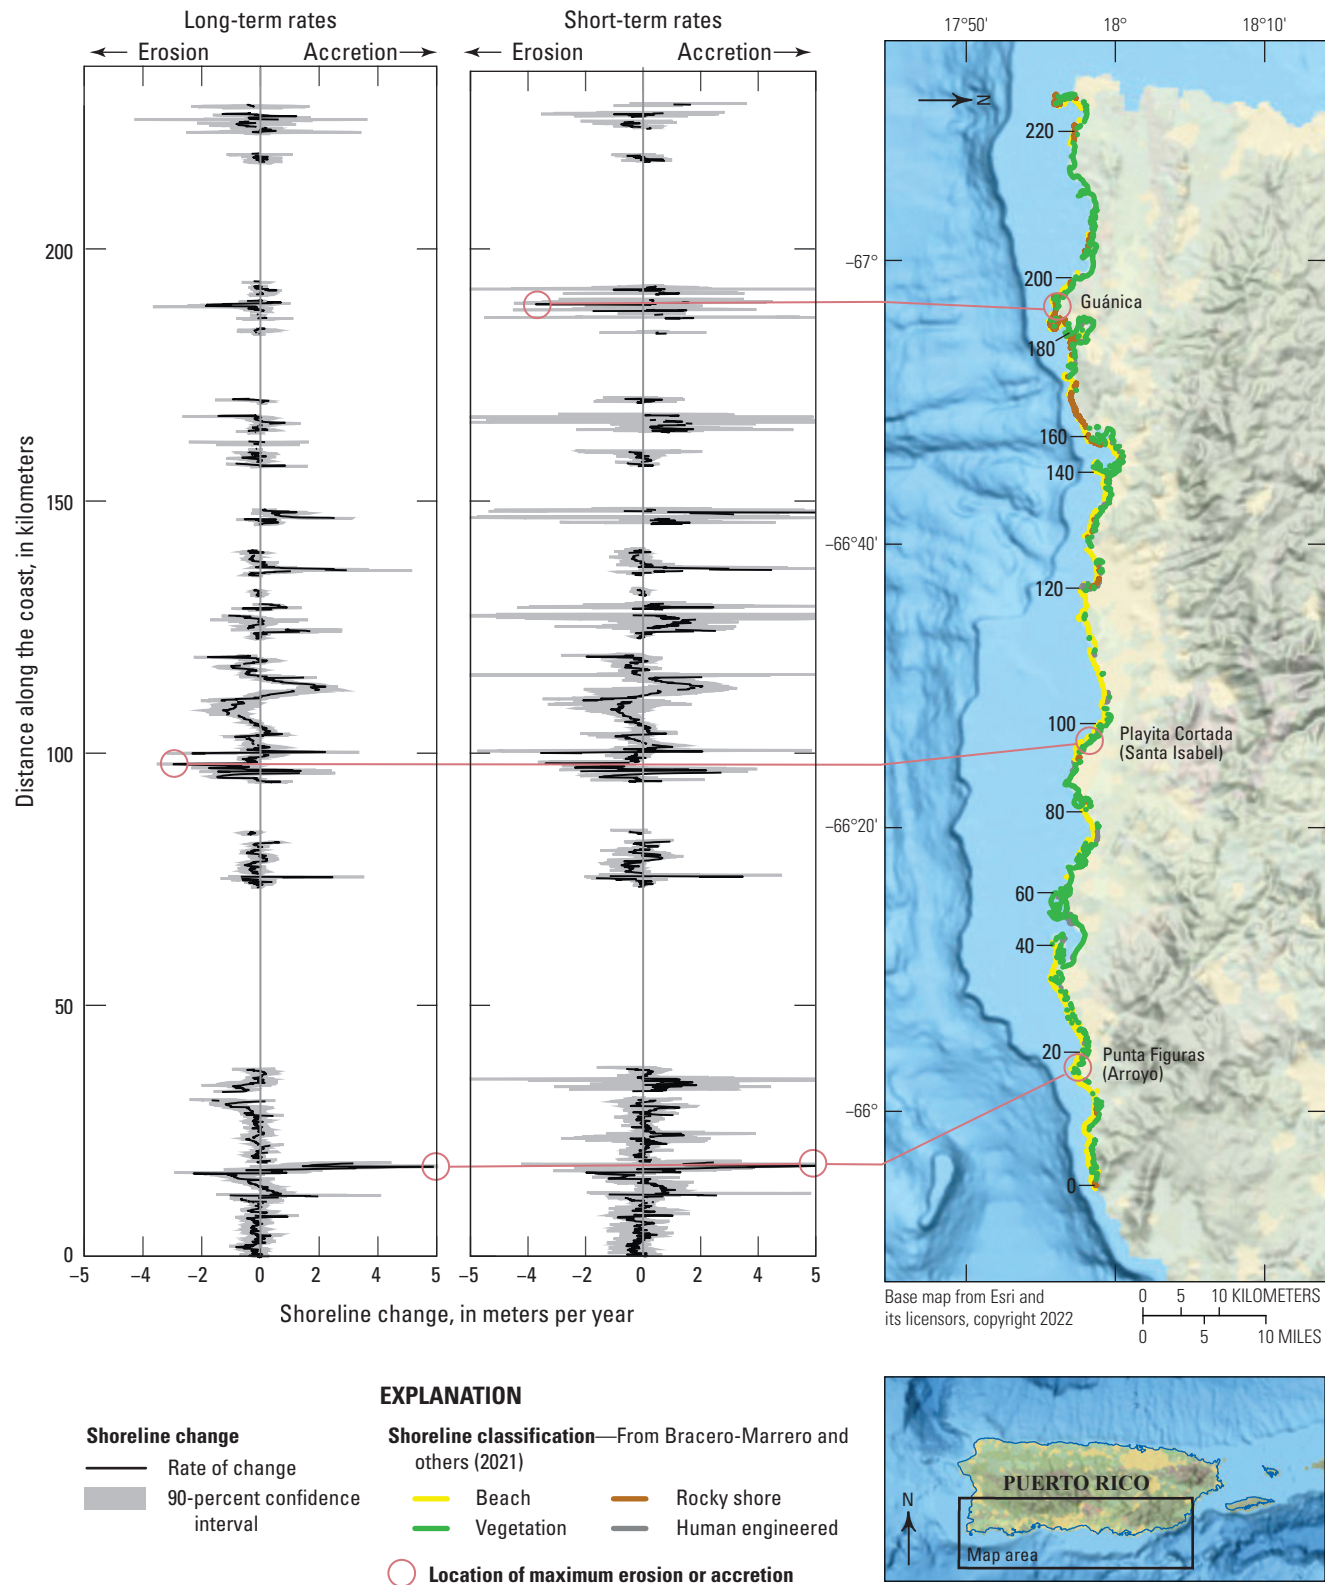 Long-term rates
Erosion Accretion
Short-term rates
Erosion Accretion
Distance along the coast, in kilometers
200
150
100
50
0
−5 −4 −2 0 2 4 5
−5 −4 −2 0 2 4 5
Shoreline change, in meters per year
17°50' 18° 18°10'
N
220
−67°
200
Guánica
180
160
140
−66°40'
120
100
Playita Cortada
(Santa Isabel)
80
−66°20'
60
40
20
Punta Figuras
(Arroyo)
−66°
0
Base map from Esri and
its licensors, copyright 2022
0 5 10 KILOMETERS
0 5 10 MILES
EXPLANATION
Shoreline change
Rate of change
90-percent confidence
interval
Shoreline classification—From Bracero-Marrero and
others (2021)
Beach
Vegetation
Rocky shore
Human engineered
Location of maximum erosion or accretion
PUERTO RICO
N
Map area